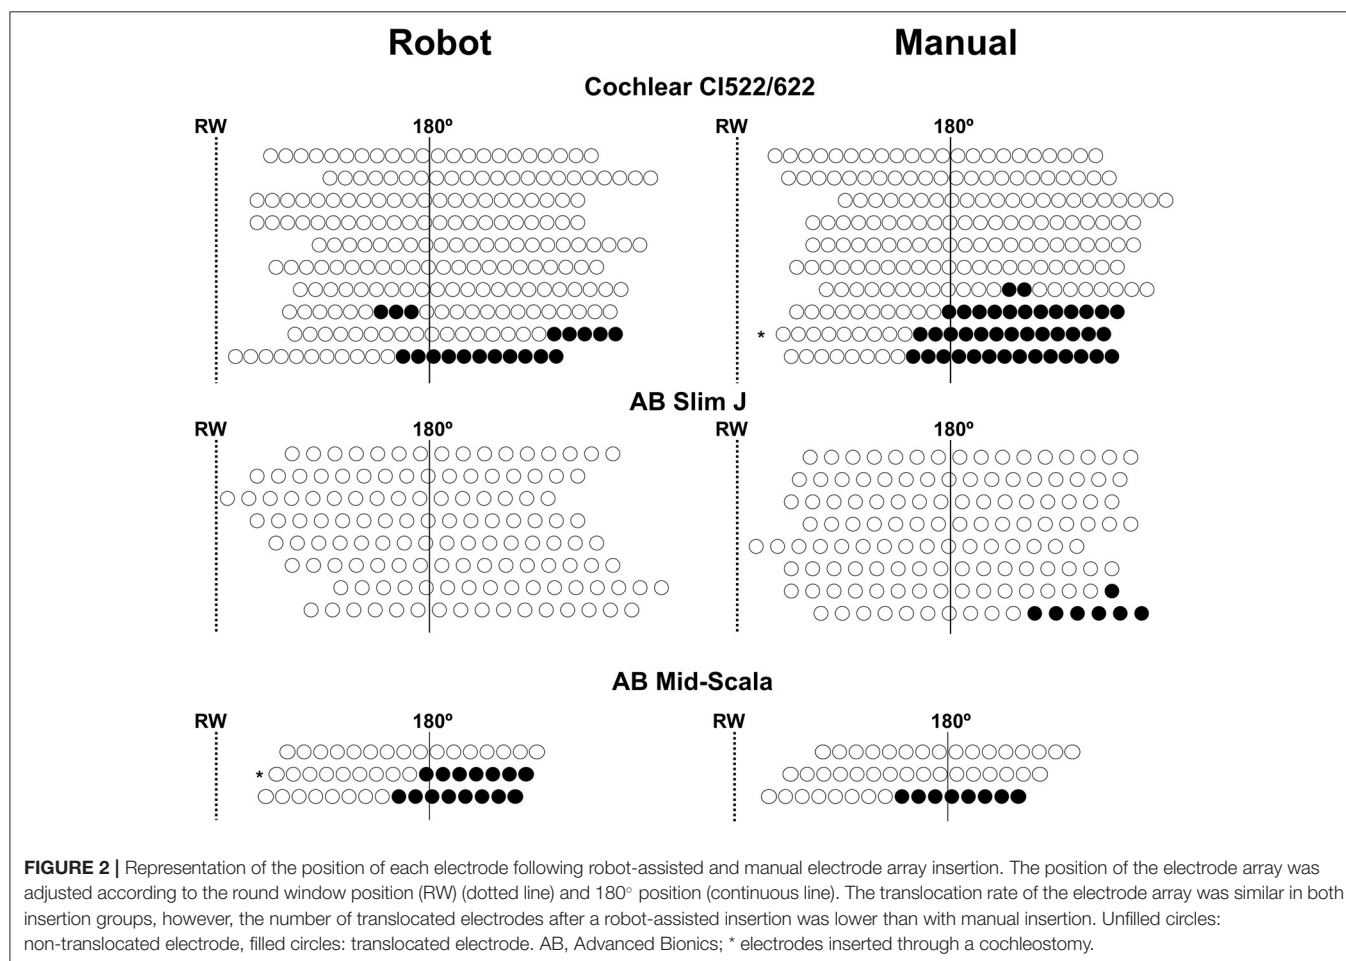 Robot Manual
Cochlear CI522/622
RW 180º RW 180º
*
AB Slim J
RW 180º RW 180º
AB Mid-Scala
RW 180º RW 180º
*
FIGURE 2 | Representation of the position of each electrode following robot-assisted and manual electrode array insertion. The position of the electrode array was
adjusted according to the round window position (RW) (dotted line) and 180° position (continuous line). The translocation rate of the electrode array was similar in both
insertion groups, however, the number of translocated electrodes after a robot-assisted insertion was lower than with manual insertion. Unfilled circles:
non-translocated electrode, filled circles: translocated electrode. AB, Advanced Bionics; * electrodes inserted through a cochleostomy.